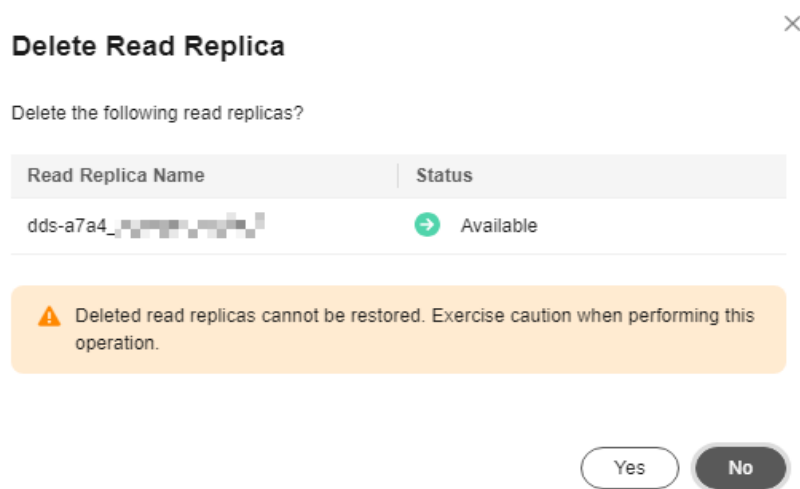 Delete Read Replica
Delete the following read replicas?
Read Replica Name Status
dds-a7a4_ Available
Deleted read replicas cannot be restored. Exercise caution when performing this
operation.
Yes No